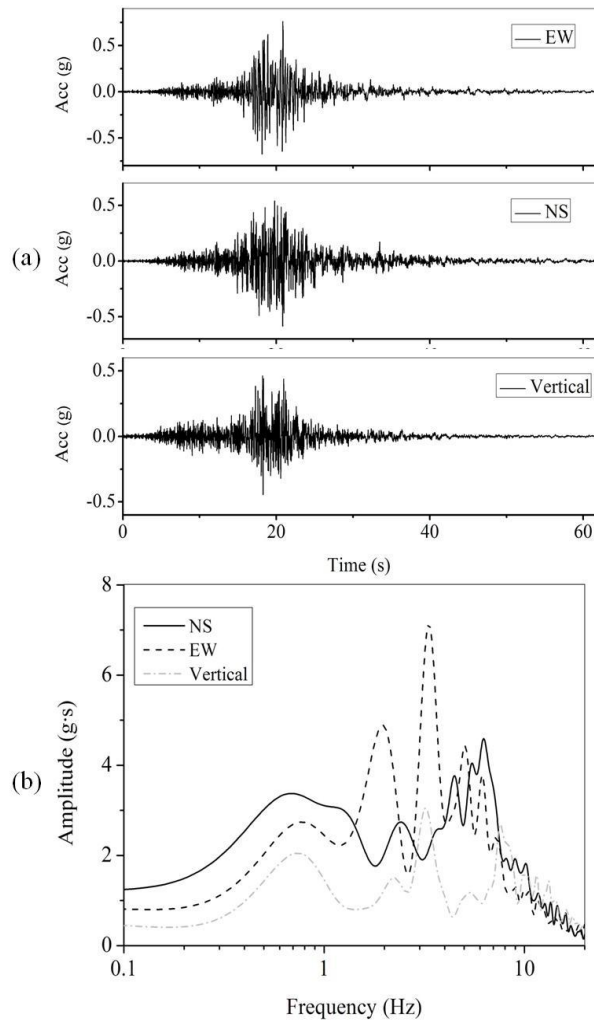 0.5
0.0
-0.5
Acc (g)
EW
(a)
0.5
0.0
-0.5
Acc (g)
NS
0.5
0.0
-0.5
Acc (g)
Vertical
0 20 40 60
Time (s)
(b)
8
6
4
2
0
Amplitude (g·s)
NS
EW
Vertical
0.1 1 10
Frequency (Hz)